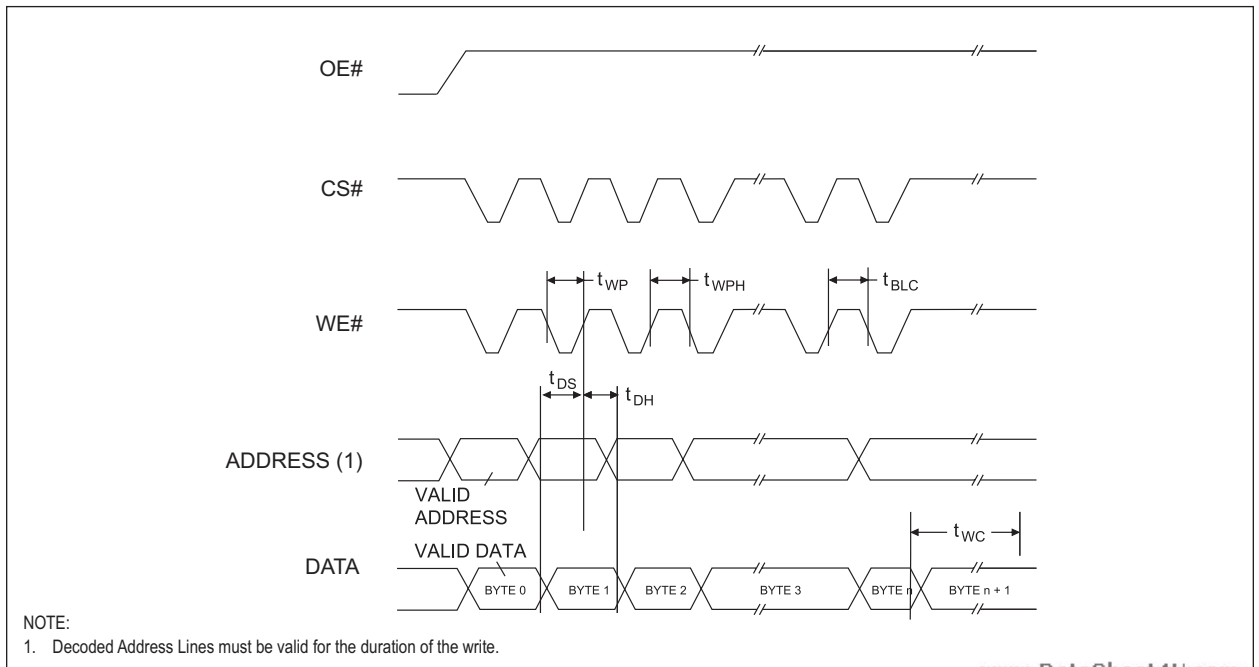 OE#
CS#
t WP
t WPH
t BLC
WE#
t DS
t DH
ADDRESS (1)
VALID
ADDRESS
t WC
VALID DATA
DATA
BYTE 0 BYTE 1 BYTE 2 BYTE 3 BYTE n BYTE n + 1
NOTE:
1. Decoded Address Lines must be valid for the duration of the write.